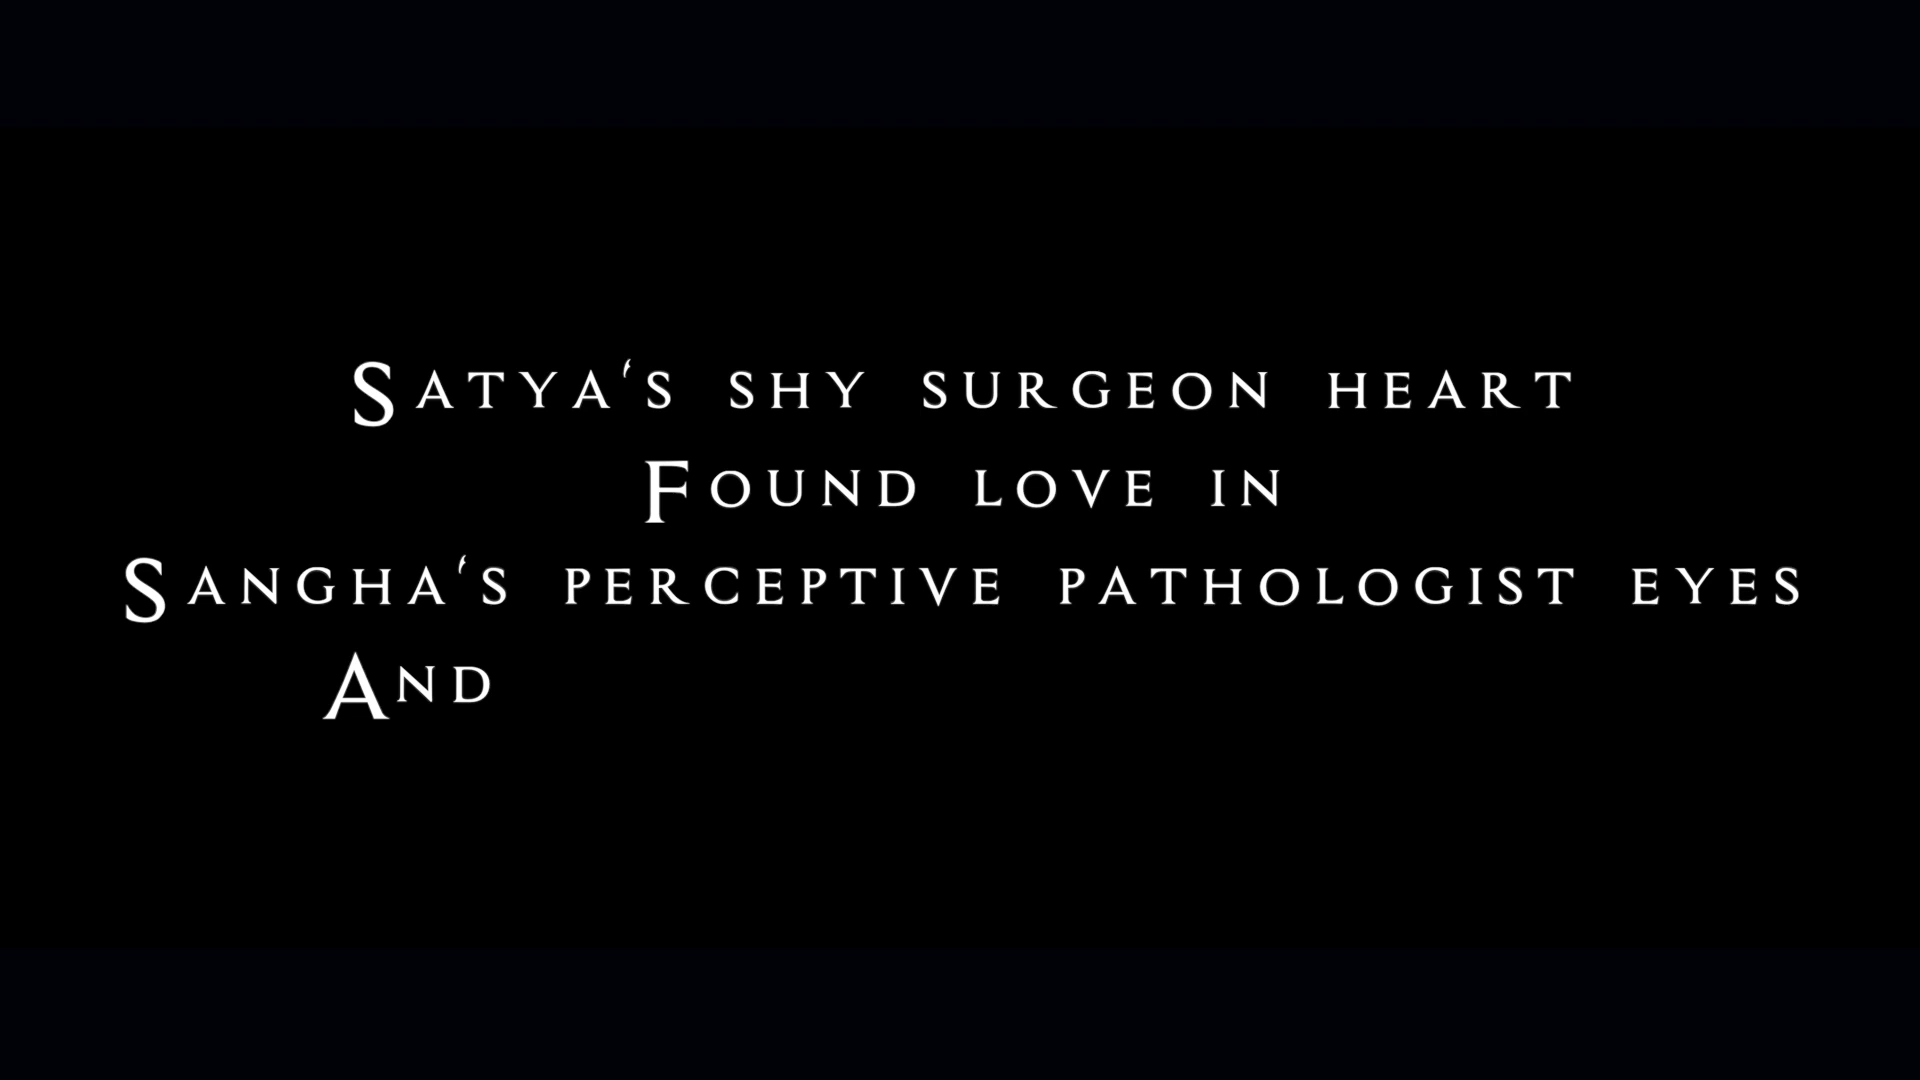 Satya's shy surgeon heart
Found love in
Sangha's perceptive pathologist eyes
And